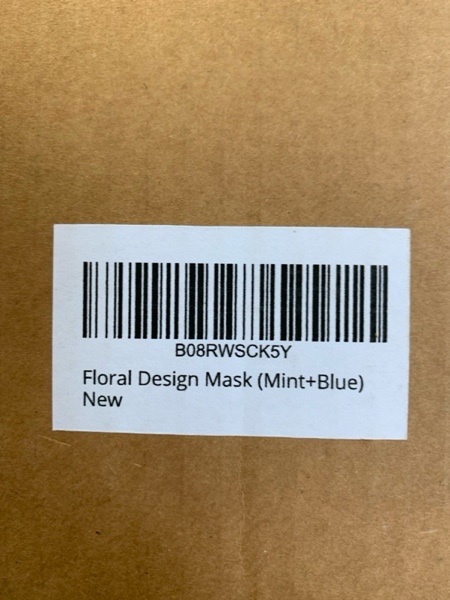 B08RWSCK5Y
Floral Design Mask (Mint+Blue)
New